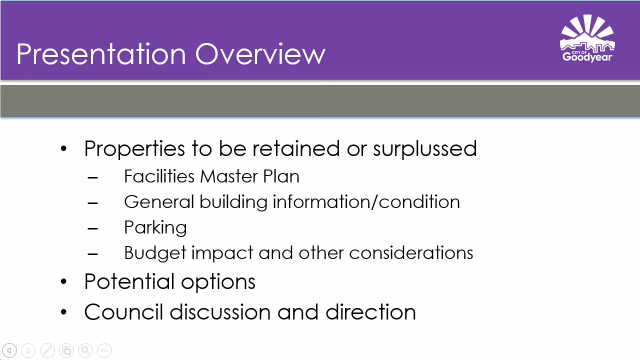 Presentation Overview
CITY OF
Goodyear
• Properties to be retained or surplussed
– Facilities Master Plan
– General building information/condition
– Parking
– Budget impact and other considerations
• Potential options
• Council discussion and direction